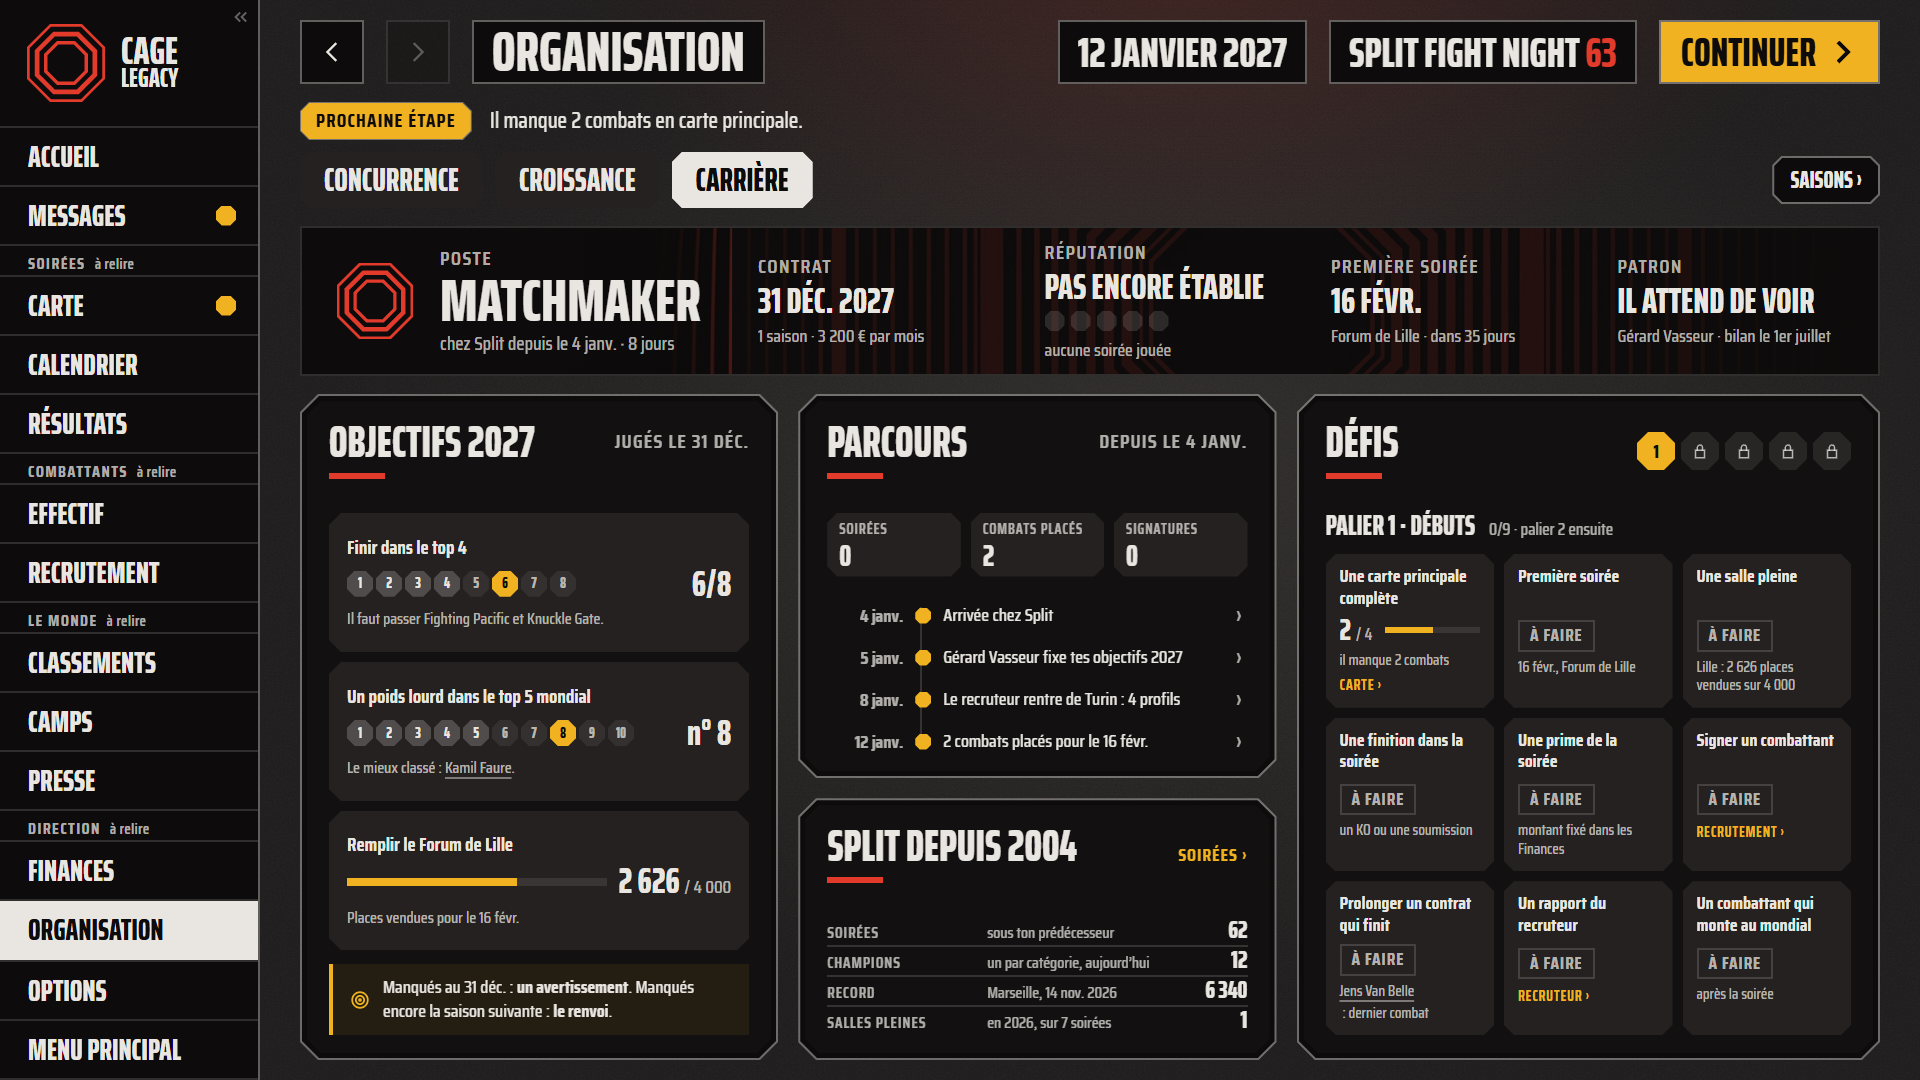 CAGE
LEGACY
ACCUEIL
MESSAGES
SOIRÉES à relire
CARTE
CALENDRIER
RÉSULTATS
COMBATTANTS à relire
EFFECTIF
RECRUTEMENT
LE MONDE à relire
CLASSEMENTS
CAMPS
PRESSE
DIRECTION à relire
FINANCES
ORGANISATION
OPTIONS
MENU PRINCIPAL
ORGANISATION
12 JANVIER 2027
SPLIT FIGHT NIGHT 63
CONTINUER
PROCHAINE ÉTAPE Il manque 2 combats en carte principale.
CONCURRENCE CROISSANCE CARRIÈRE
SAISONS ›
POSTE
MATCHMAKER
chez Split depuis le 4 janv. · 8 jours
CONTRAT
31 DÉC. 2027
1 saison · 3 200 € par mois
RÉPUTATION
PAS ENCORE ÉTABLIE
aucune soirée jouée
PREMIÈRE SOIRÉE
16 FÉVR.
Forum de Lille · dans 35 jours
PATRON
IL ATTEND DE VOIR
Gérard Vasseur · bilan le 1er juillet
OBJECTIFS 2027 JUGÉS LE 31 DÉC.
Finir dans le top 4
1 2 3 4 5 6 7 8 6/8
Il faut passer Fighting Pacific et Knuckle Gate.
Un poids lourd dans le top 5 mondial
1 2 3 4 5 6 7 8 9 10 n° 8
Le mieux classé : Kamil Faure.
Remplir le Forum de Lille
2 626 / 4 000
Places vendues pour le 16 févr.
Manqués au 31 déc. : un avertissement. Manqués
encore la saison suivante : le renvoi.
PARCOURS DEPUIS LE 4 JANV.
SOIRÉES
0
COMBATS PLACÉS
2
SIGNATURES
0
4 janv. Arrivée chez Split ›
5 janv. Gérard Vasseur fixe tes objectifs 2027 ›
8 janv. Le recruteur rentre de Turin : 4 profils ›
12 janv. 2 combats placés pour le 16 févr. ›
SPLIT DEPUIS 2004 SOIRÉES ›
SOIRÉES sous ton prédécesseur 62
CHAMPIONS un par catégorie, aujourd'hui 12
RECORD Marseille, 14 nov. 2026 6 340
SALLES PLEINES en 2026, sur 7 soirées 1
DÉFIS
1
PALIER 1 · DÉBUTS 0/9 · palier 2 ensuite
Une carte principale
complète
2 / 4
il manque 2 combats
CARTE ›
Première soirée
À FAIRE
16 févr., Forum de Lille
Une salle pleine
À FAIRE
Lille : 2 626 places
vendues sur 4 000
Une finition dans la
soirée
À FAIRE
un KO ou une soumission
Une prime de la
soirée
À FAIRE
montant fixé dans les
Finances
Signer un combattant
À FAIRE
RECRUTEMENT ›
Prolonger un contrat
qui finit
À FAIRE
Jens Van Belle
: dernier combat
Un rapport du
recruteur
À FAIRE
RECRUTEUR ›
Un combattant qui
monte au mondial
À FAIRE
après la soirée